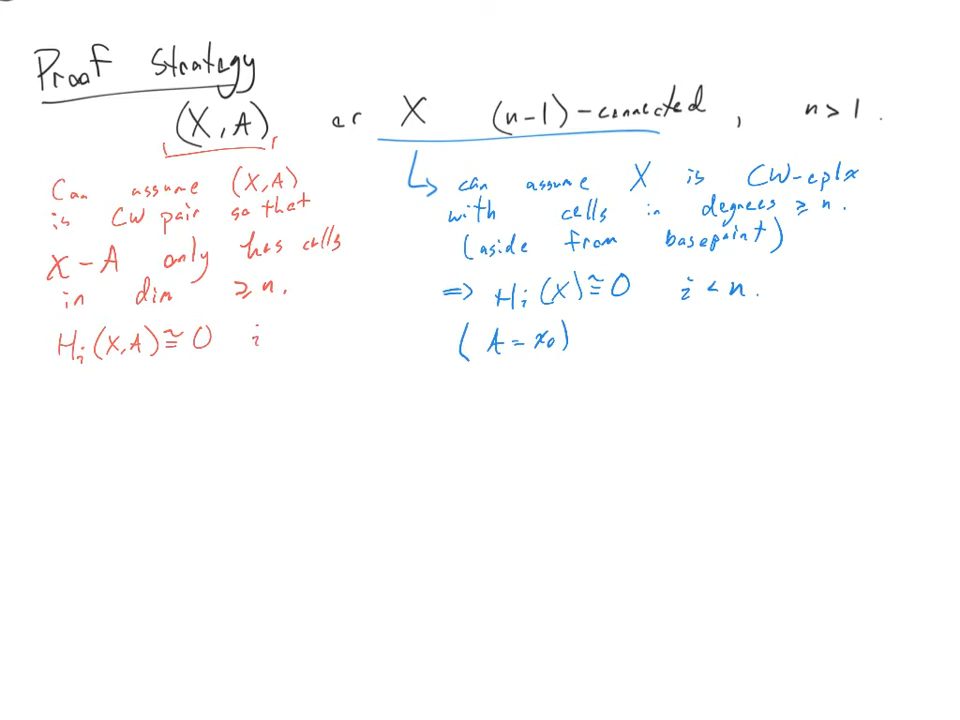 Proof Strategy
(X, A) or X (n-1)-connected, n > 1.
Can assume (X,A)
is CW pair so that
X - A only has cells
in dim ≥ n.
H_i (X,A) ≅ 0 i
↳ can assume X is CW-cplx
with cells in degrees ≥ n.
(aside from basepoint)
=> H_i (X) ≅ 0 i < n.
( A = x_0 )